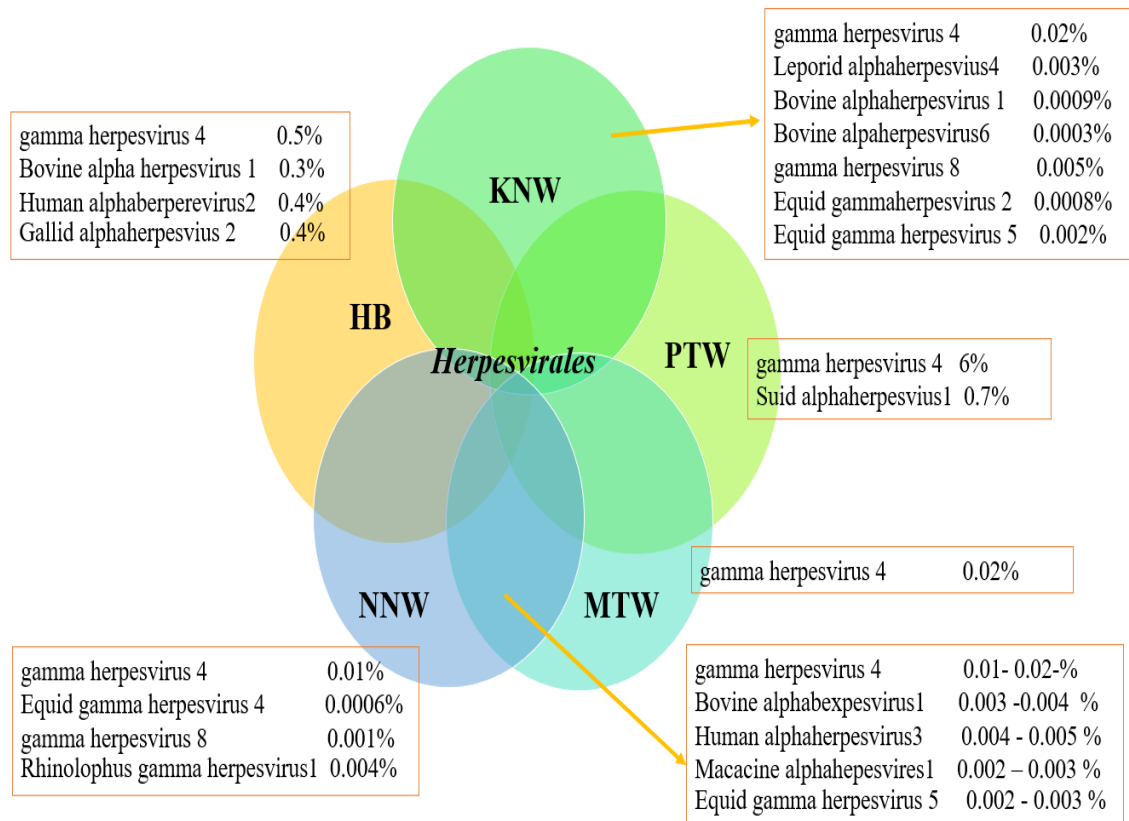 gamma herpesvirus 4 0.02%
Leporid alphaherpesvius4 0.003%
Bovine alphaherpesvirus 1 0.0009%
Bovine alpaherpesvirus6 0.0003%
gamma herpesvirus 8 0.005%
Equid gammaherpesvirus 2 0.0008%
Equid gamma herpesvirus 5 0.002%
gamma herpesvirus 4 0.5%
Bovine alpha herpesvirus 1 0.3%
Human alphaberperevirus2 0.4%
Gallid alphaherpesvius 2 0.4%
KNW
HB
PTW
Herpesvirales
gamma herpesvirus 4 6%
Suid alphaherpesvius1 0.7%
gamma herpesvirus 4 0.02%
NNW
MTW
gamma herpesvirus 4 0.01%
Equid gamma herpesvirus 4 0.0006%
gamma herpesvirus 8 0.001%
Rhinolophus gamma herpesvirus1 0.004%
gamma herpesvirus 4 0.01- 0.02-%
Bovine alphabexpesvirus1 0.003 -0.004 %
Human alphaherpesvirus3 0.004 - 0.005 %
Macacine alphahepesvires1 0.002 – 0.003 %
Equid gamma herpesvirus 5 0.002 - 0.003 %